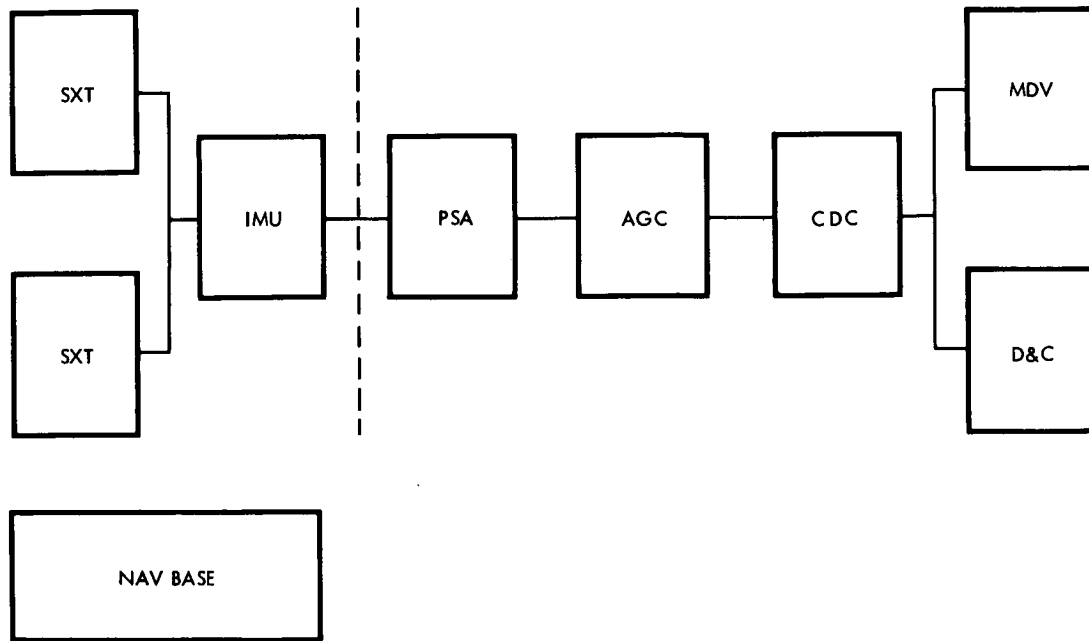 SXT
MDV
IMU
PSA
AGC
CDC
SXT
D&C
NAV BASE